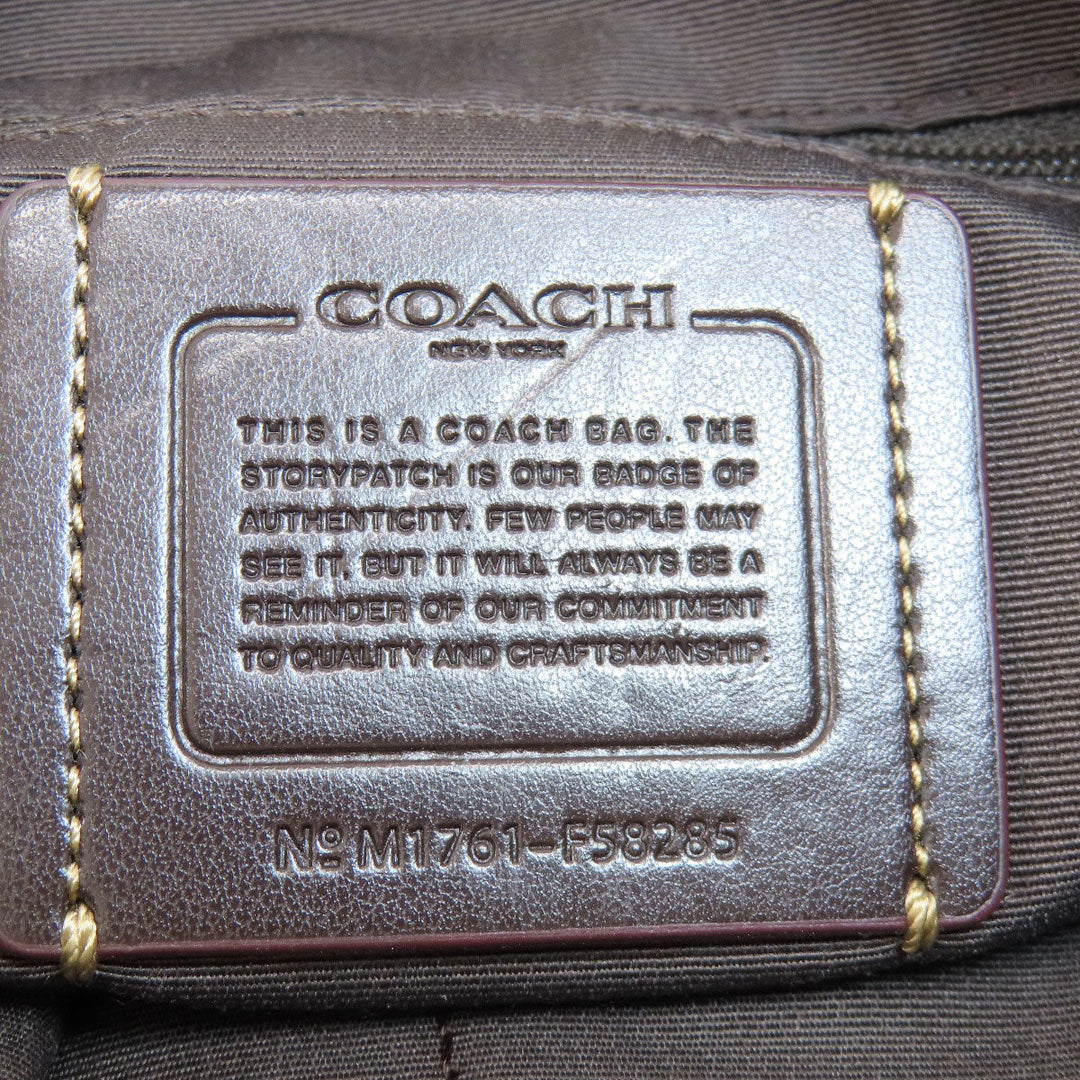 COACH
NEW YORK
THIS IS A COACH BAG. THE
STORYPATCH IS OUR BADGE OF
AUTHENTICITY. FEW PEOPLE MAY
SEE IT, BUT IT WILL ALWAYS BE A
REMINDER OF OUR COMMITMENT
TO QUALITY AND CRAFTSMANSHIP.
Nº M1761-F58285